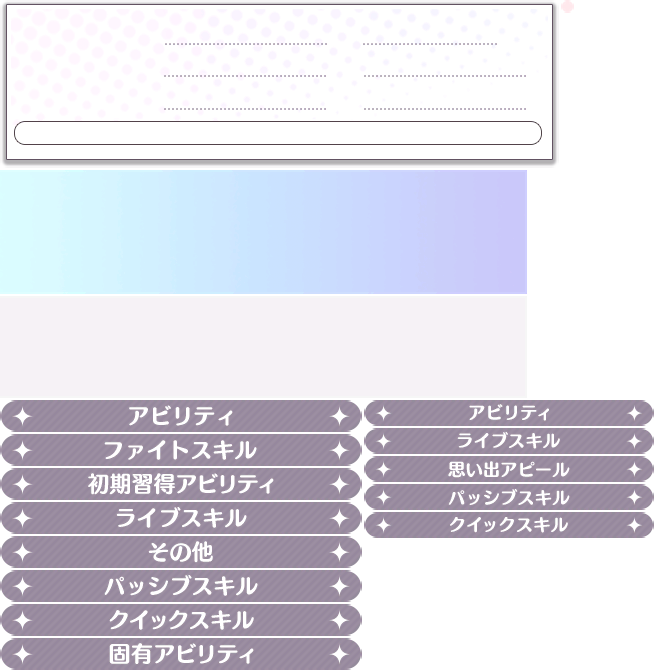 アビリティ
ファイトスキル
初期習得アビリティ
ライブスキル
その他
パッシブスキル
クイックスキル
固有アビリティ
アビリティ
ライブスキル
思い出アピール
パッシブスキル
クイックスキル